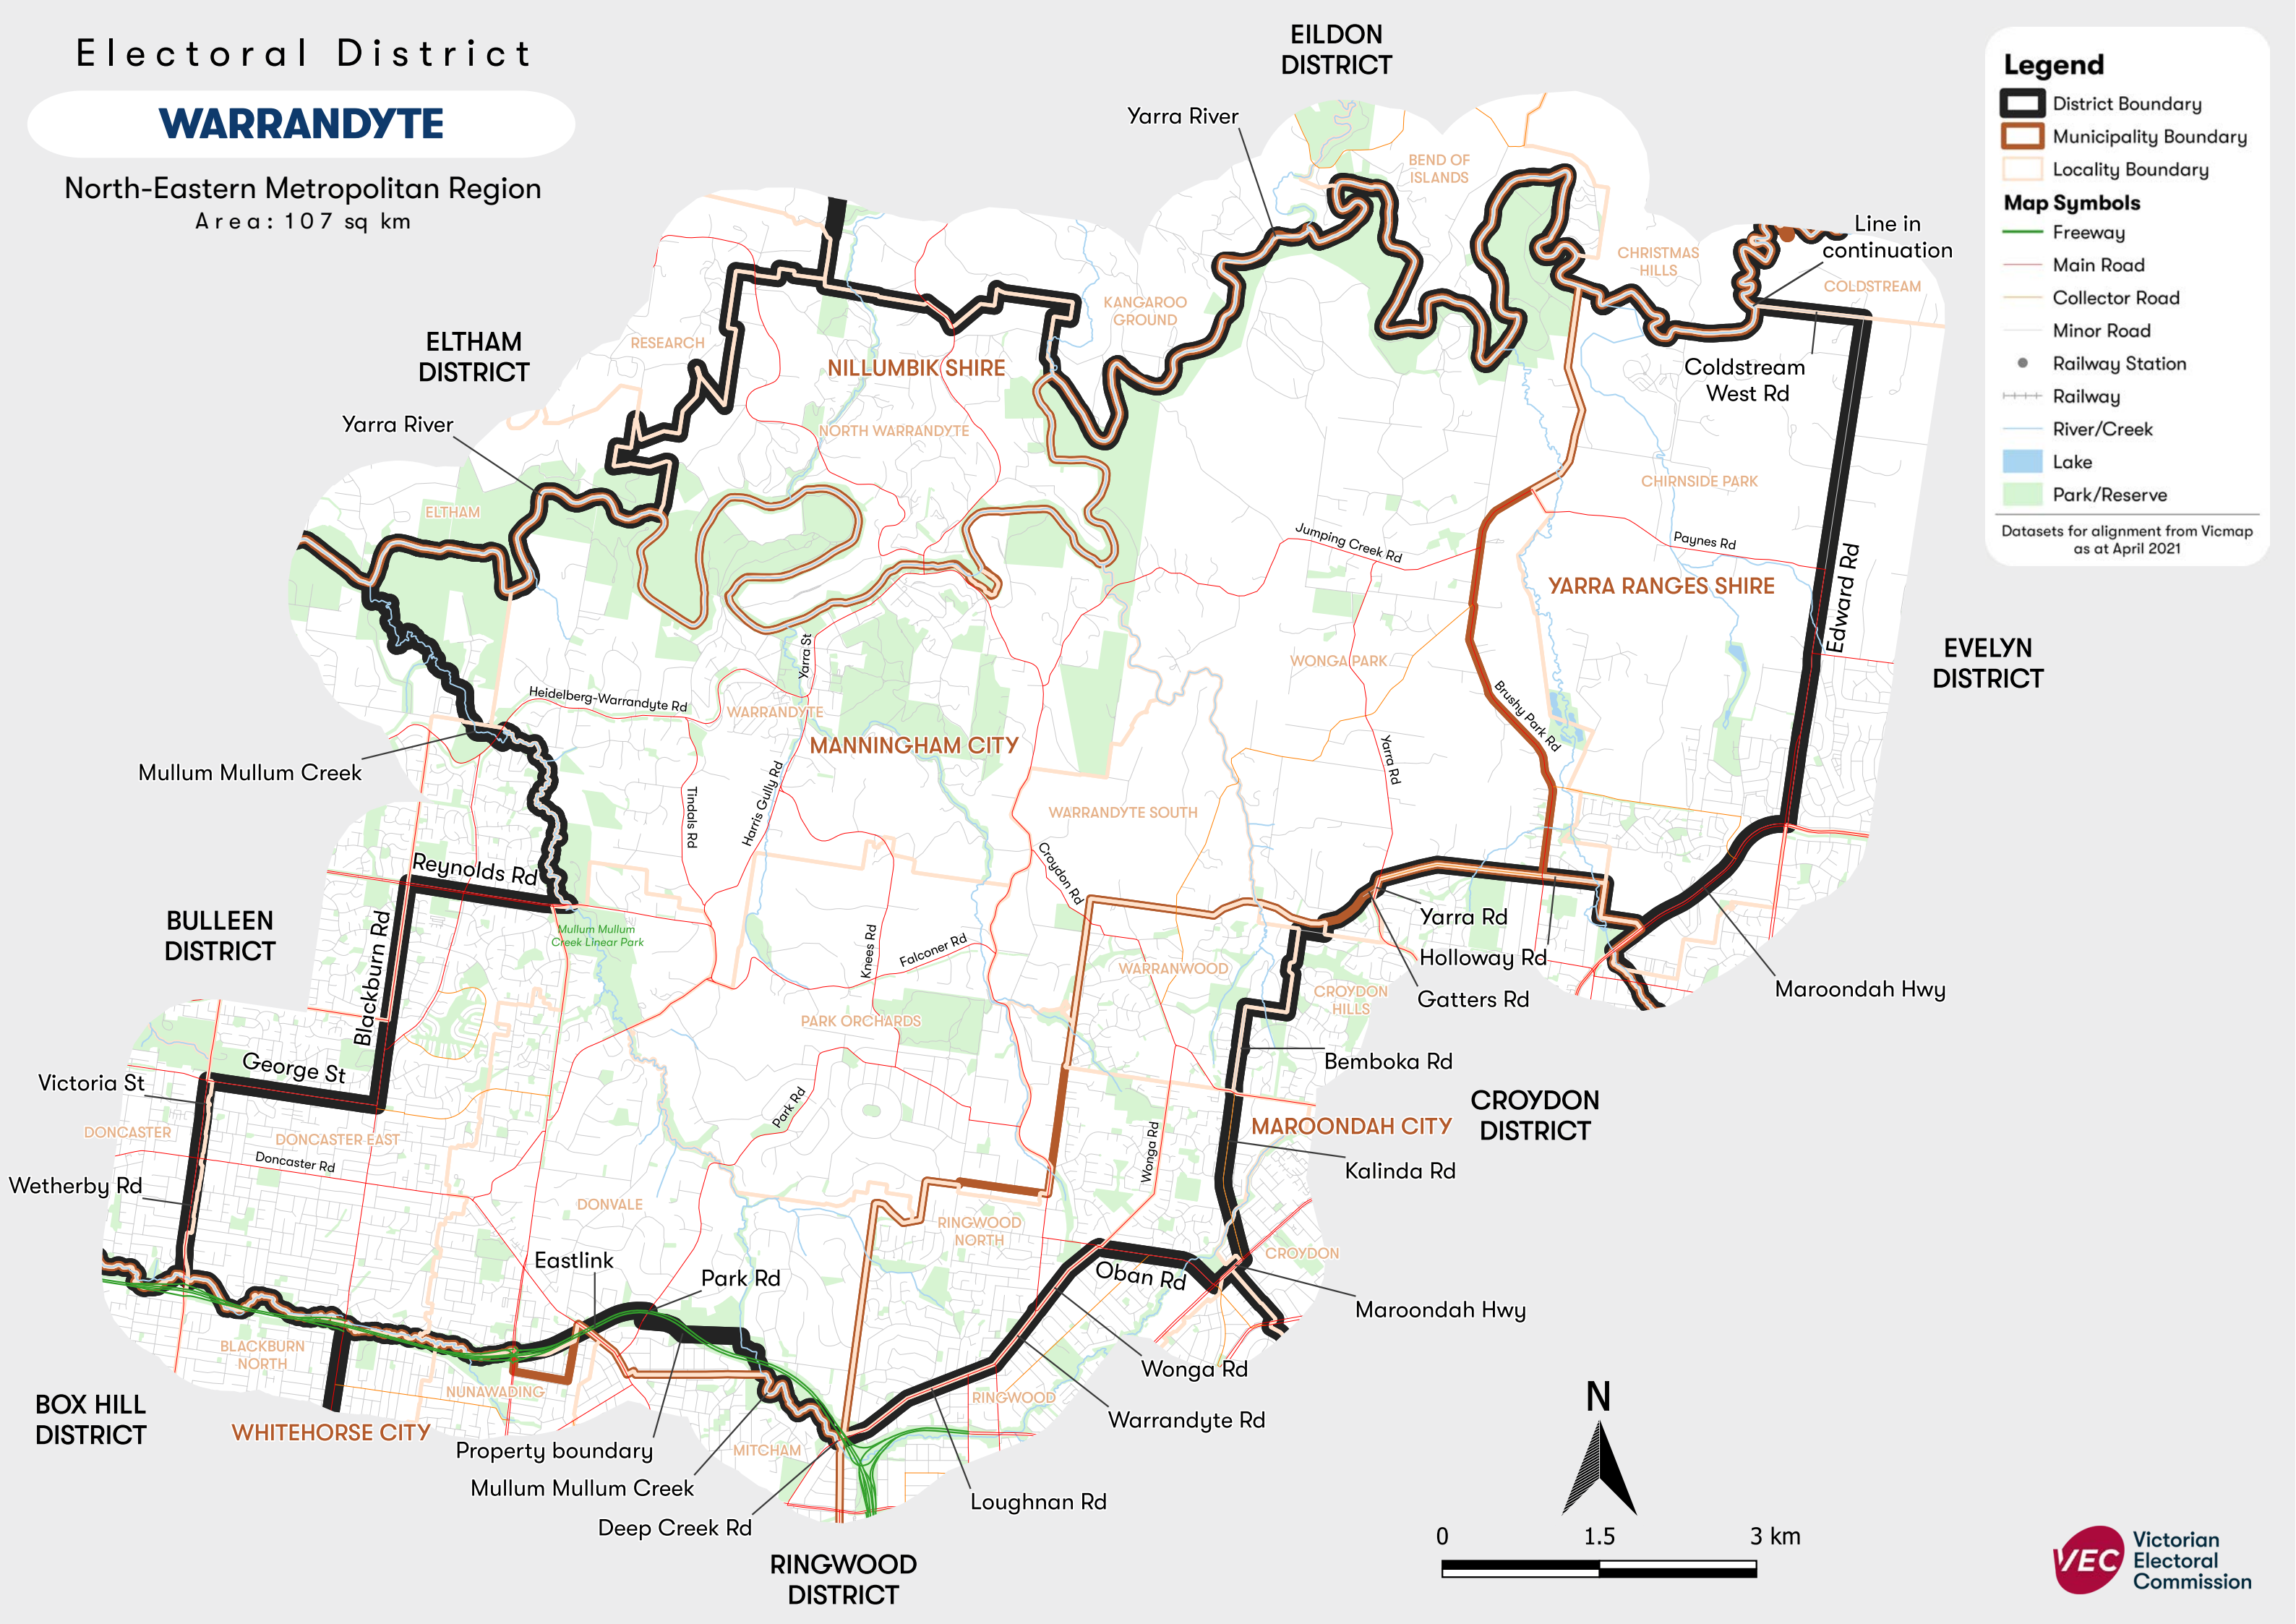 Electoral District
WARRANDYTE
North-Eastern Metropolitan Region
Area: 107 sq km
EILDON
DISTRICT
Yarra River
BEND OF
ISLANDS
CHRISTMAS
HILLS
Line in
continuation
COLDSTREAM
KANGAROO
GROUND
Coldstream
West Rd
Legend
District Boundary
Municipality Boundary
Locality Boundary
Map Symbols
Freeway
Main Road
Collector Road
Minor Road
Railway Station
Railway
River/Creek
Lake
Park/Reserve
Datasets for alignment from Vicmap
as at April 2021
ELTHAM
DISTRICT
RESEARCH
NILLUMBIK SHIRE
Yarra River
NORTH WARRANDYTE
ELTHAM
CHIRNSIDE PARK
Jumping Creek Rd
Paynes Rd
Edward Rd
YARRA RANGES SHIRE
EVELYN
DISTRICT
Yarra St
WONGA PARK
Heidelberg-Warrandyte Rd
WARRANDYTE
Brushy Park Rd
MANNINGHAM CITY
Mullum Mullum Creek
Tindals Rd
Harris Gully Rd
Yarra Rd
WARRANDYTE SOUTH
Croydon Rd
Reynolds Rd
BULLEEN
DISTRICT
Blackburn Rd
Mullum Mullum
Creek Linear Park
Knees Rd
Falconer Rd
Yarra Rd
Holloway Rd
Gatters Rd
Maroondah Hwy
WARRANWOOD
CROYDON
HILLS
PARK ORCHARDS
Bemboka Rd
George St
Victoria St
Park Rd
DONCASTER
DONCASTER EAST
Doncaster Rd
MAROONDAH CITY
CROYDON
DISTRICT
Wonga Rd
Kalinda Rd
Wetherby Rd
DONVALE
RINGWOOD
NORTH
CROYDON
Eastlink
Park Rd
Oban Rd
Maroondah Hwy
BLACKBURN
NORTH
NUNAWADING
Wonga Rd
RINGWOOD
Warrandyte Rd
BOX HILL
DISTRICT
WHITEHORSE CITY
Property boundary
MITCHAM
Mullum Mullum Creek
Loughnan Rd
Deep Creek Rd
RINGWOOD
DISTRICT
N
0 1.5 3 km
VEC
Victorian
Electoral
Commission